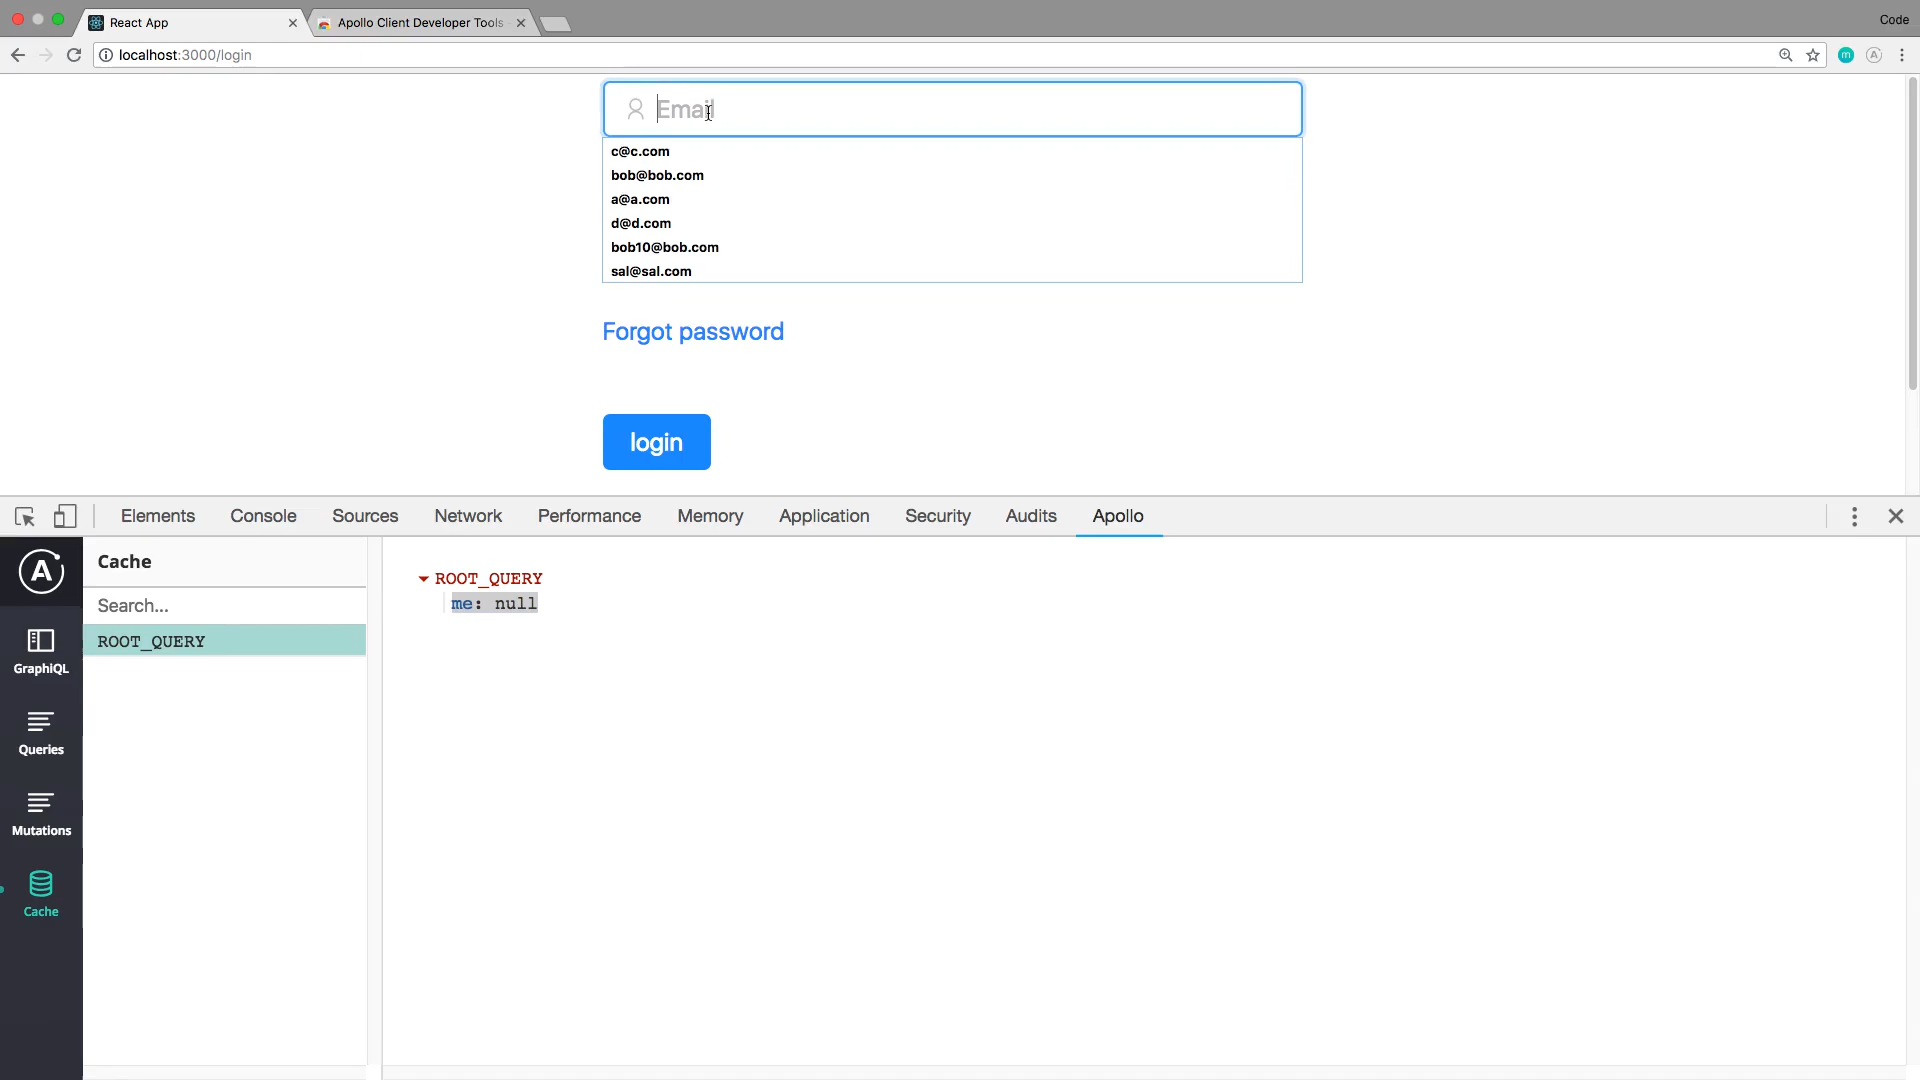 React App
Apollo Client Developer Tools
Code
localhost:3000/login
Email
c@c.com
bob@bob.com
a@a.com
d@d.com
bob10@bob.com
sal@sal.com
Forgot password
login
Elements Console Sources Network Performance Memory Application Security Audits Apollo
Cache
Search...
ROOT_QUERY
ROOT_QUERY
me: null
GraphiQL
Queries
Mutations
Cache